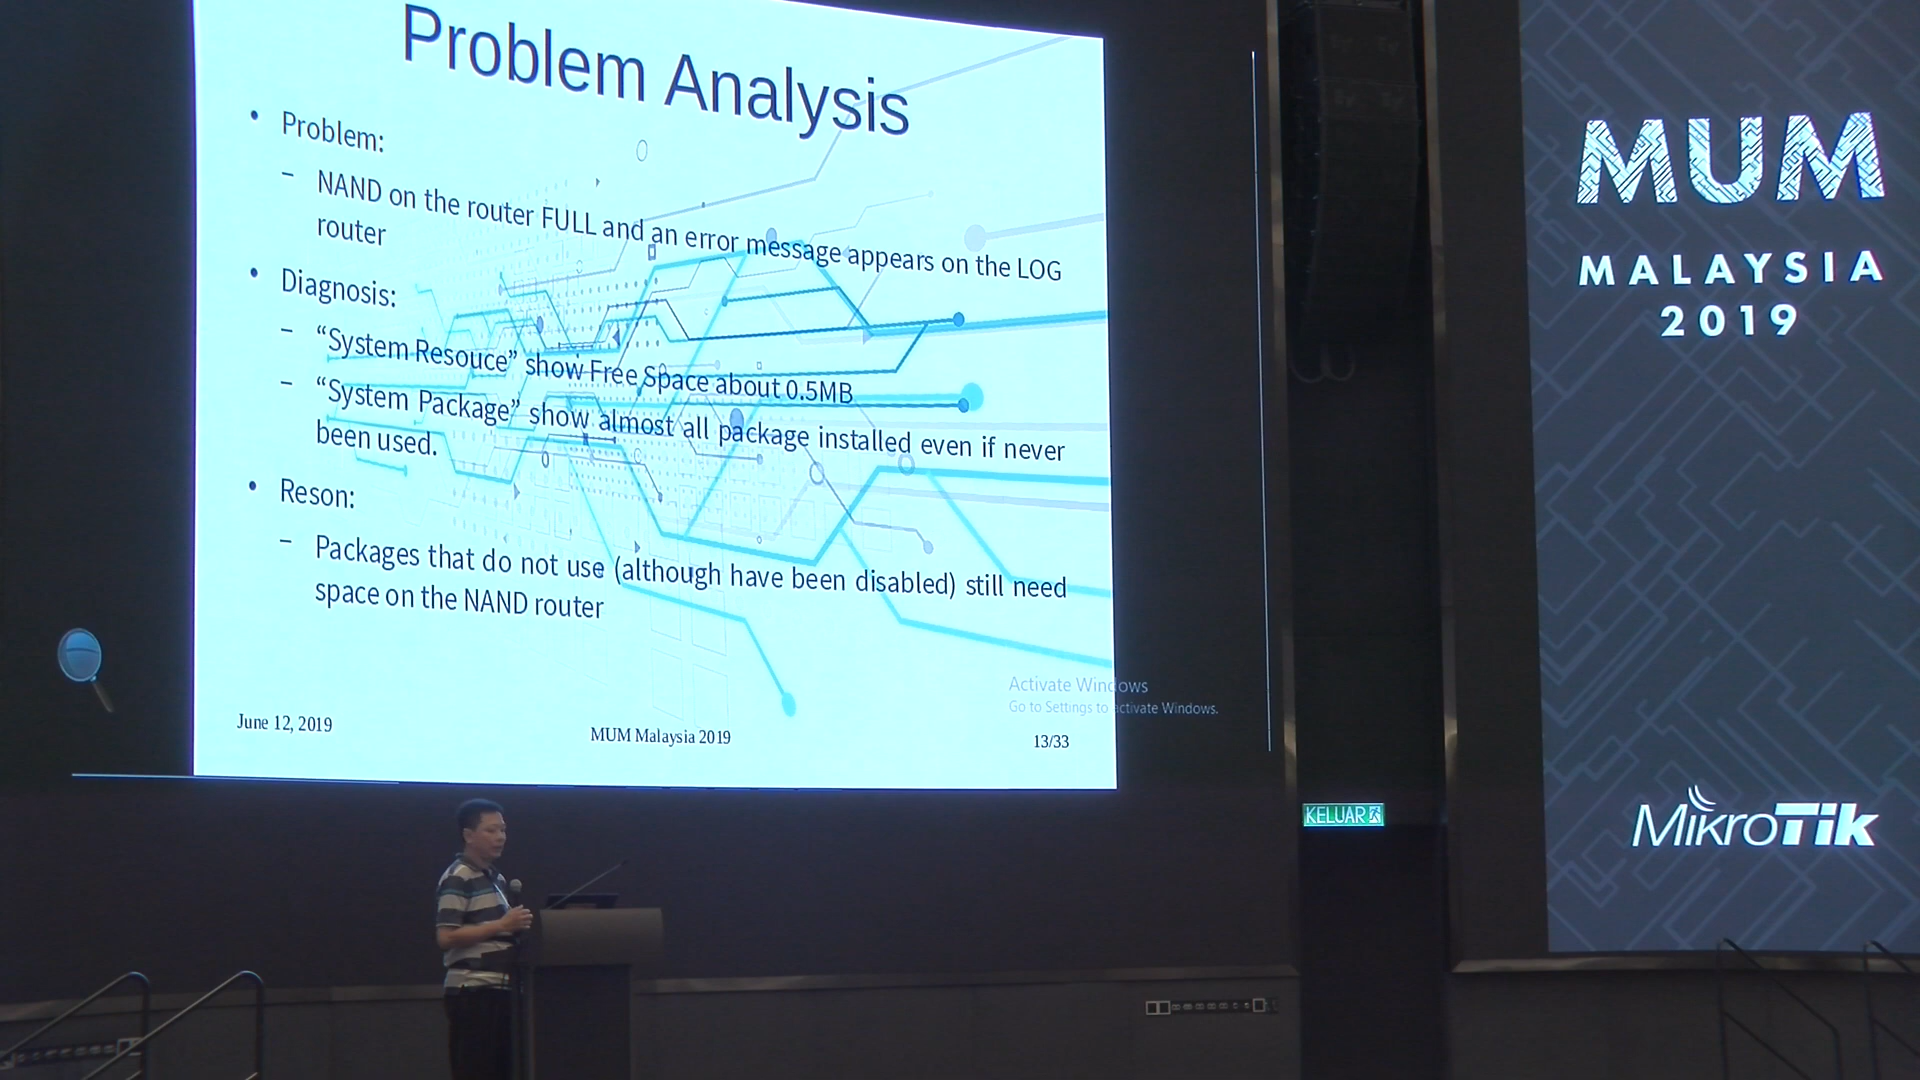 Problem Analysis
• Problem:
– NAND on the router FULL and an error message appears on the LOG
router
• Diagnosis:
– “System Resouce” show Free Space about 0.5MB
– “System Package” show almost all package installed even if never
been used.
• Reson:
– Packages that do not use (although have been disabled) still need
space on the NAND router
Activate Windows
Go to Settings to activate Windows.
June 12, 2019
MUM Malaysia 2019
13/33
MUM
MALAYSIA
2019
MikroTik
KELUAR